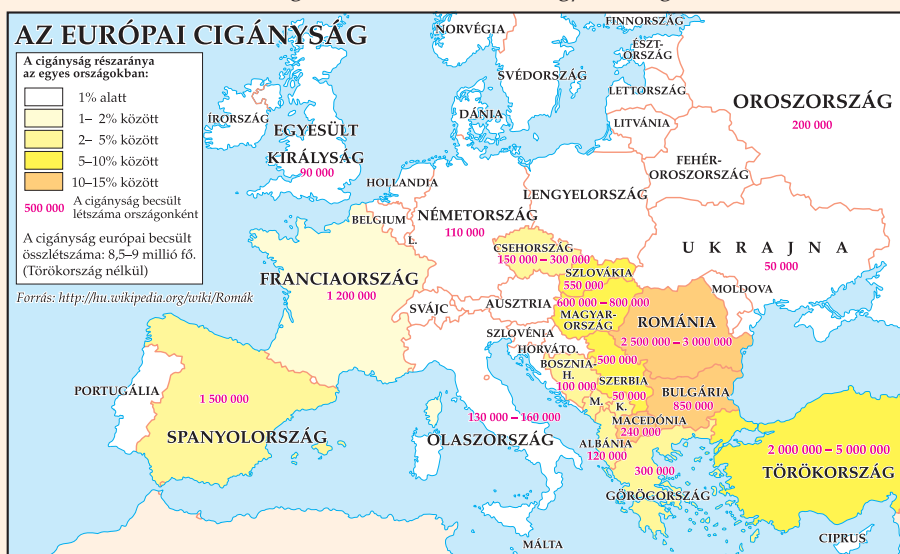 AZ EURÓPAI CIGÁNYSÁG
A cigányság részaránya
az egyes országokban:
1% alatt
1– 2% között
2– 5% között
5–10% között
10–15% között
500 000
A cigányság becsült
létszáma országonként
A cigányság európai becsült
összlétszáma: 8,5–9 millió fő.
(Törökország nélkül)
Forrás: http://hu.wikipedia.org/wiki/Romák
NORVÉGIA
FINNORSZÁG
ÉSZT-
ORSZÁG
SVÉDORSZÁG
LETTORSZÁG
OROSZORSZÁG
200 000
DÁNIA
LITVÁNIA
ÍRORSZÁG
EGYESÜLT
KIRÁLYSÁG
90 000
FEHÉR-
OROSZORSZÁG
HOLLANDIA
LENGYELORSZÁG
BELGIUM
NÉMETORSZÁG
110 000
L.
CSEHORSZÁG
150 000 – 300 000
UKRAJNA
50 000
SZLOVÁKIA
550 000
FRANCIAORSZÁG
1 200 000
MOLDOVA
SVÁJC
AUSZTRIA
600 000 – 800 000
MAGYAR-
ORSZÁG
ROMÁNIA
2 500 000 – 3 000 000
SZLOVÉNIA
HORVÁTO.
BOSZNIA-
H.
100 000
500 000
SZERBIA
50 000
PORTUGÁLIA
1 500 000
SPANYOLORSZÁG
BULGÁRIA
850 000
M.
K.
130 000 – 160 000
OLASZORSZÁG
MACEDÓNIA
240 000
ALBÁNIA
120 000
300 000
GÖRÖGORSZÁG
2 000 000 – 5 000 000
TÖRÖKORSZÁG
CIPRUS
MÁLTA